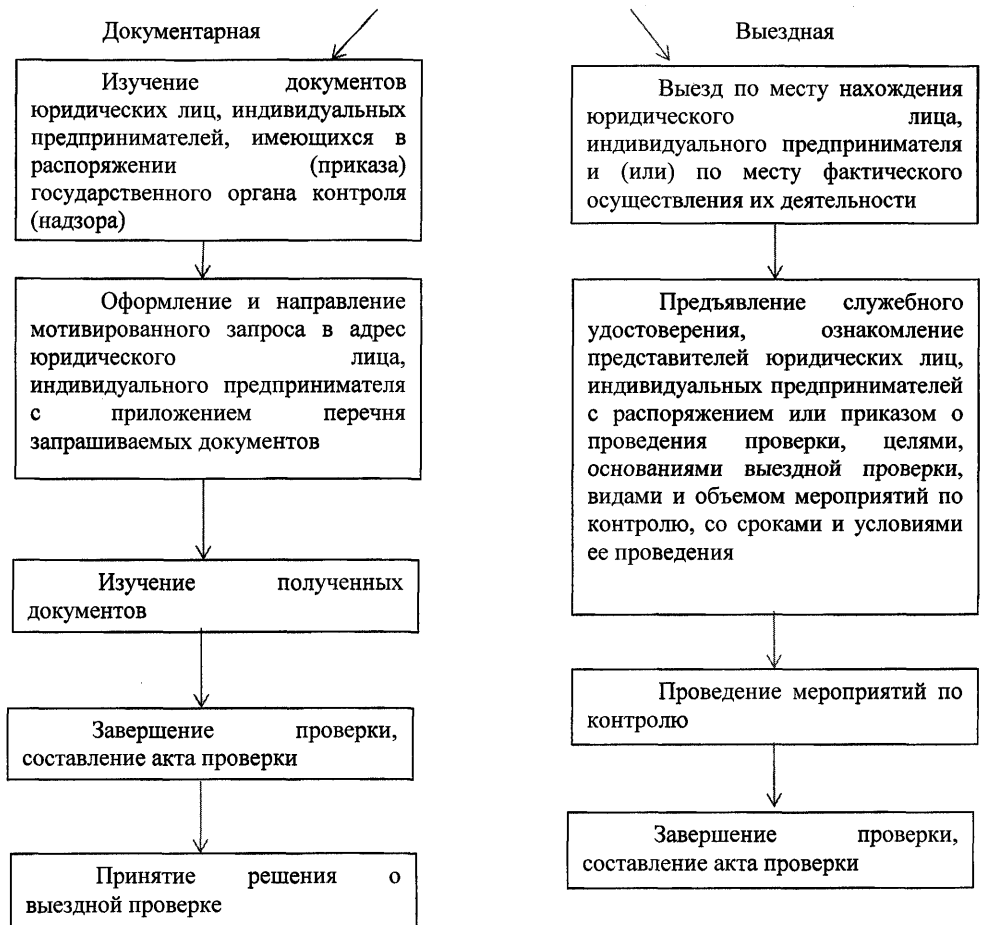 Документарная
Изучение документов
юридических лиц, индивидуальных
предпринимателей, имеющихся в
распоряжении (приказа)
государственного органа контроля
(надзора)
Оформление и направление
мотивированного запроса в адрес
юридического лица,
индивидуального предпринимателя
с приложением перечня
запрашиваемых документов
Изучение полученных
документов
Завершение проверки,
составление акта проверки
Принятие решения о
выездной проверке
Выездная
Выезд по месту нахождения
юридического лица,
индивидуального предпринимателя
и (или) по месту фактического
осуществления их деятельности
Предъявление служебного
удостоверения, ознакомление
представителей юридических лиц,
индивидуальных предпринимателей
с распоряжением или приказом о
проведения проверки, целями,
основаниями выездной проверки,
видами и объемом мероприятий по
контролю, со сроками и условиями
ее проведения
Проведение мероприятий по
контролю
Завершение проверки,
составление акта проверки